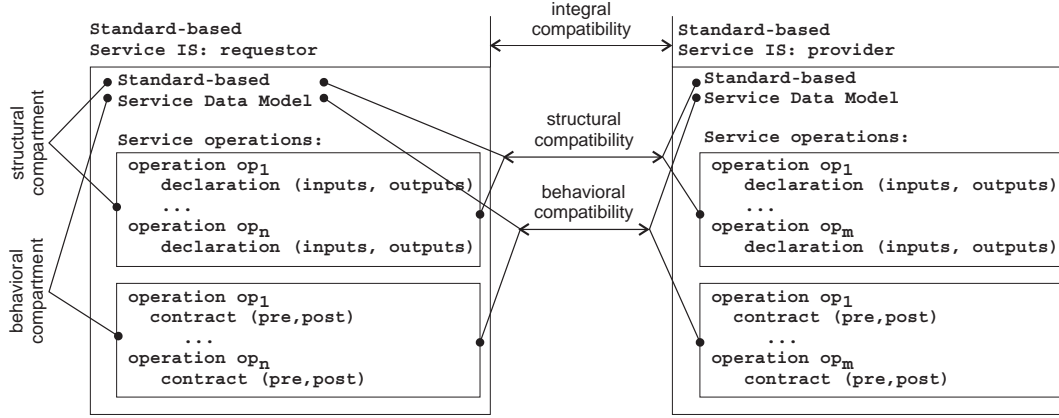 Standard-based
Service IS: requestor
integral
compatibility
Standard-based
Service IS: provider
structural
compartment
behavioral
compartment
Standard-based
Service Data Model
Service operations:
operation op1
declaration (inputs, outputs)
...
operation opn
declaration (inputs, outputs)
operation op1
contract (pre,post)
...
operation opn
contract (pre,post)
structural
compatibility
behavioral
compatibility
Standard-based
Service Data Model
Service operations:
operation op1
declaration (inputs, outputs)
...
operation opm
declaration (inputs, outputs)
operation op1
contract (pre,post)
...
operation opm
contract (pre,post)